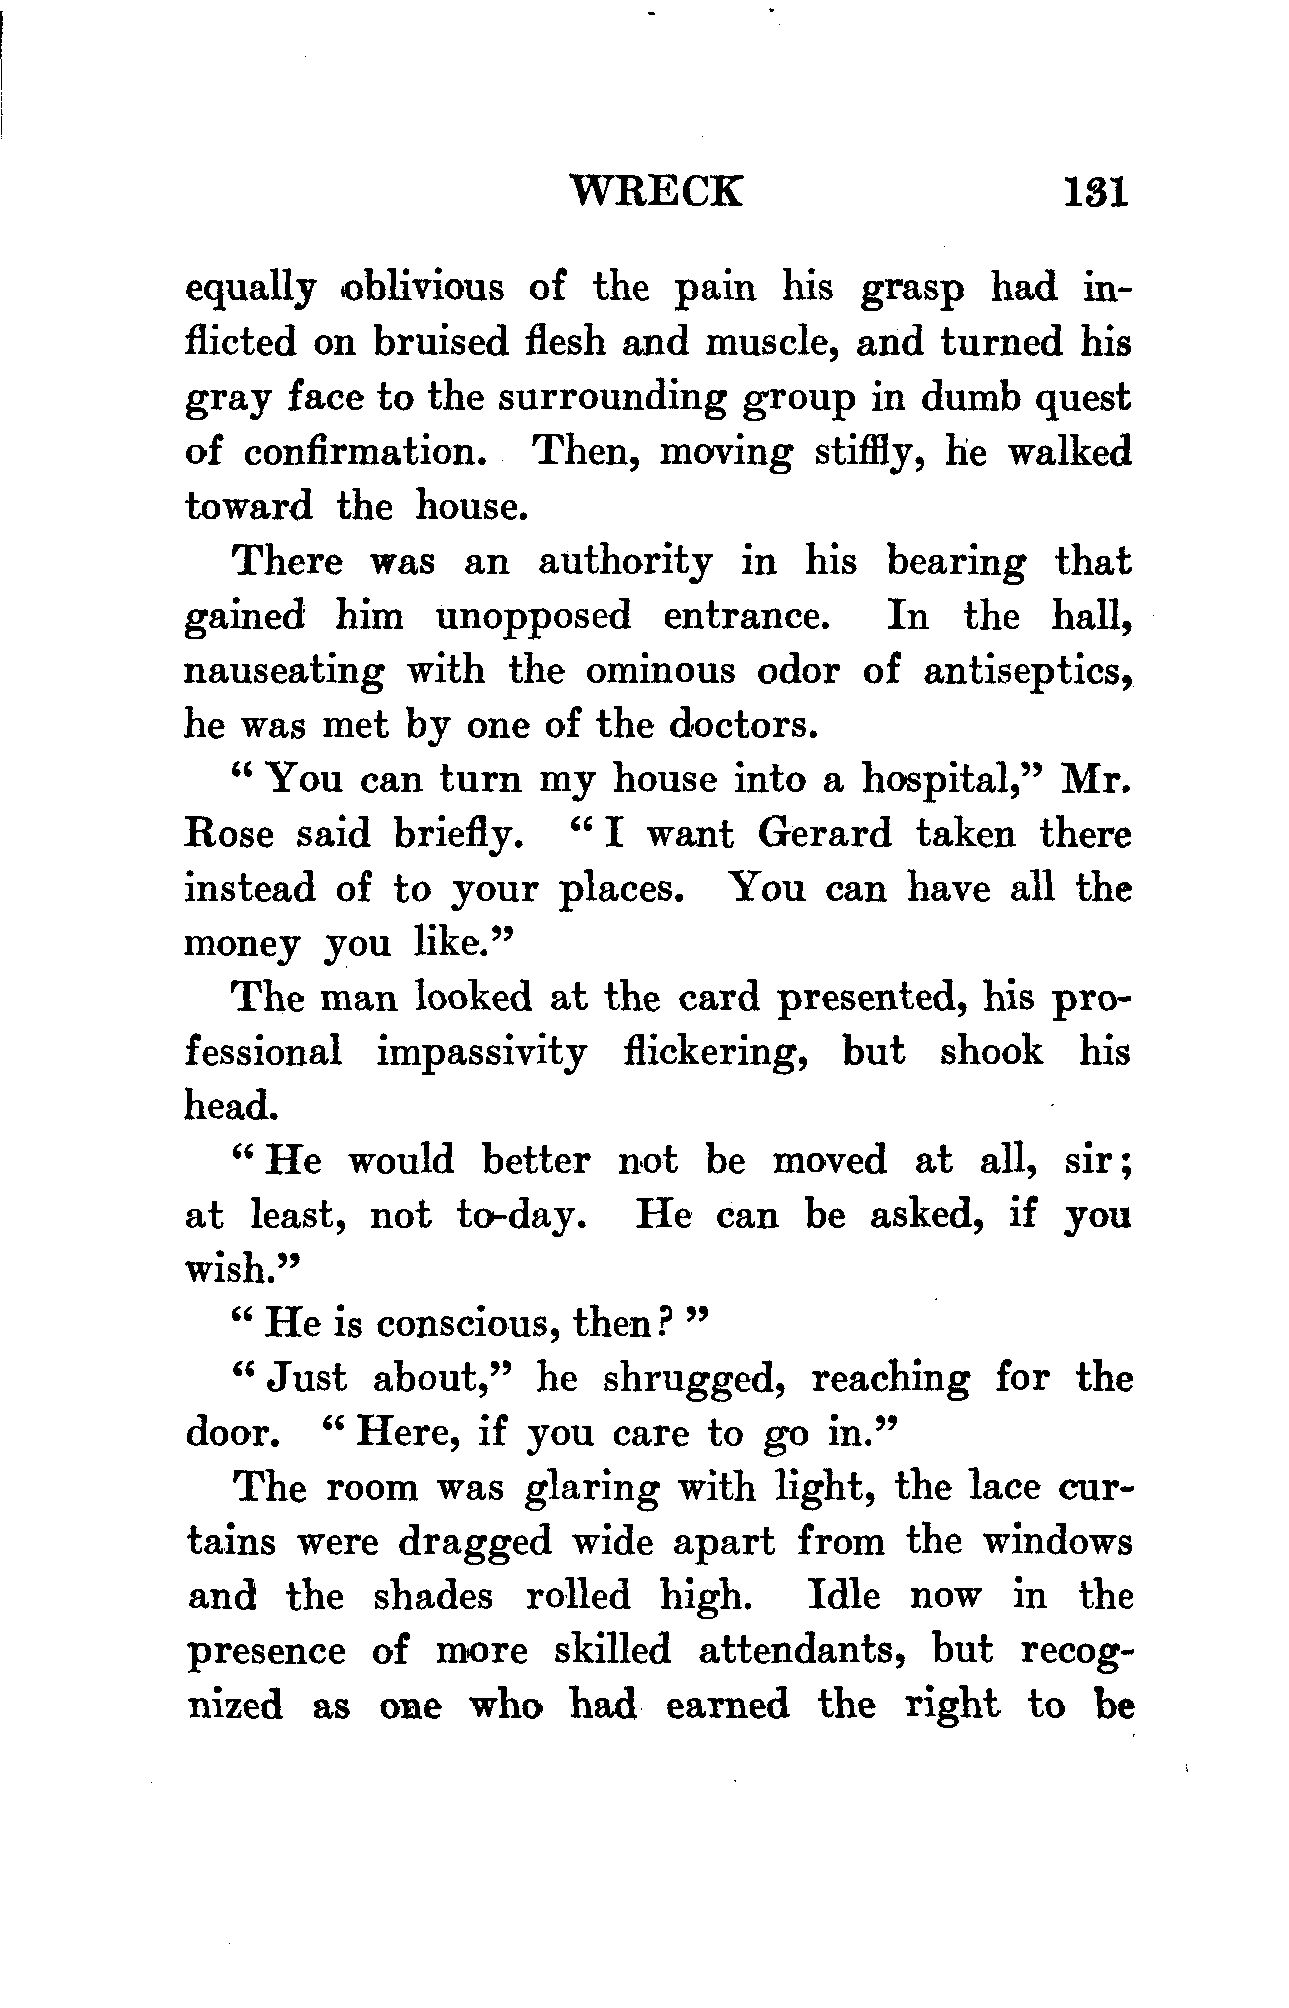 WRECK 131
equally oblivious of the pain his grasp had in-
flicted on bruised flesh and muscle, and turned his
gray face to the surrounding group in dumb quest
of confirmation. Then, moving stiffly, he walked
toward the house.
There was an authority in his bearing that
gained him unopposed entrance. In the hall,
nauseating with the ominous odor of antiseptics,
he was met by one of the doctors.
“ You can turn my house into a hospital,” Mr.
Rose said briefly. “ I want Gerard taken there
instead of to your places. You can have all the
money you like.”
The man looked at the card presented, his pro-
fessional impassivity flickering, but shook his
head.
“ He would better not be moved at all, sir;
at least, not to-day. He can be asked, if you
wish.”
“ He is conscious, then? ”
“ Just about,” he shrugged, reaching for the
door. “ Here, if you care to go in.”
The room was glaring with light, the lace cur-
tains were dragged wide apart from the windows
and the shades rolled high. Idle now in the
presence of more skilled attendants, but recog-
nized as one who had earned the right to be